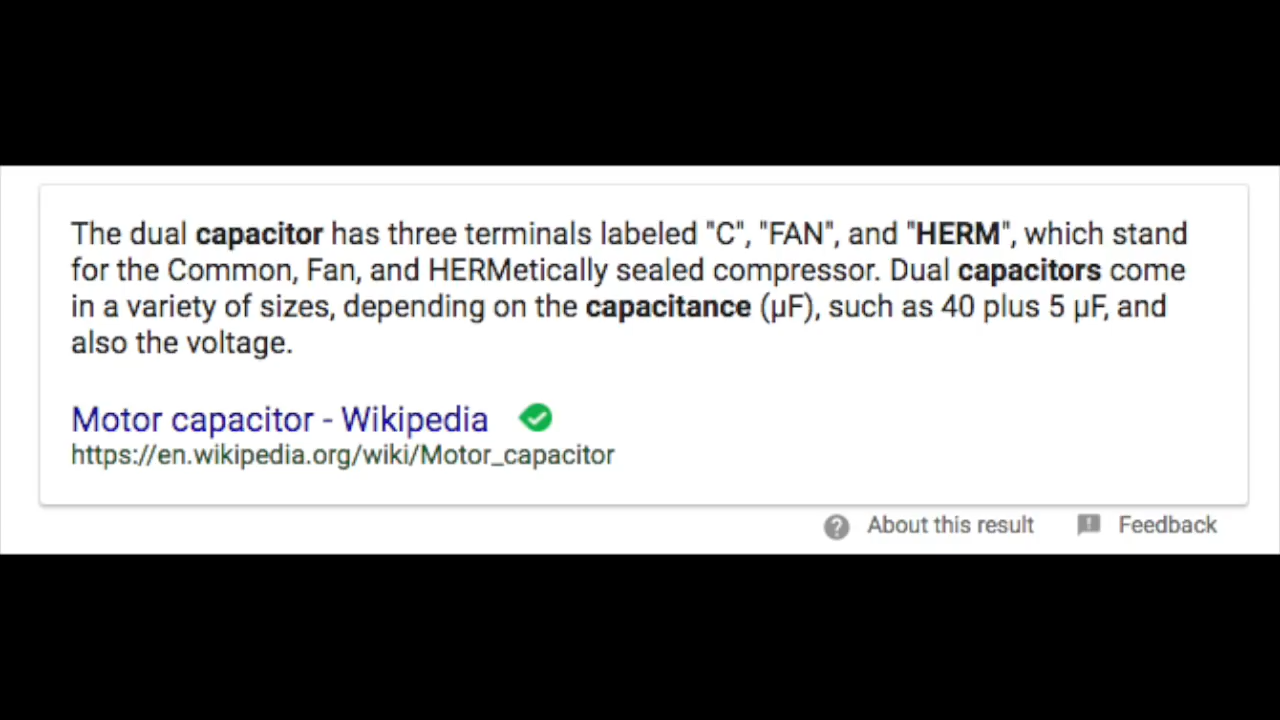 The dual capacitor has three terminals labeled "C", "FAN", and "HERM", which stand
for the Common, Fan, and HERMetically sealed compressor. Dual capacitors come
in a variety of sizes, depending on the capacitance (µF), such as 40 plus 5 µF, and
also the voltage.
Motor capacitor - Wikipedia
https://en.wikipedia.org/wiki/Motor_capacitor
About this result Feedback